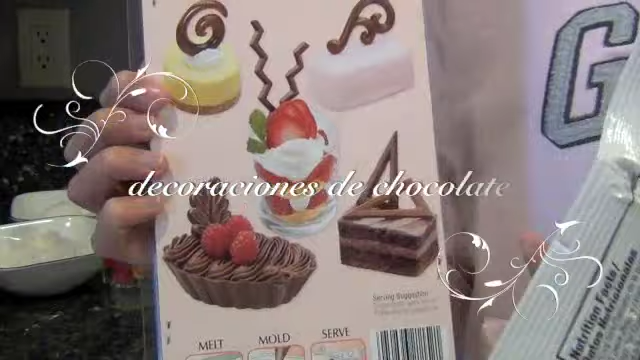 G
decoraciones de chocolate
Serving Suggestion
MELT
MOLD
SERVE
Nutrition Facts/